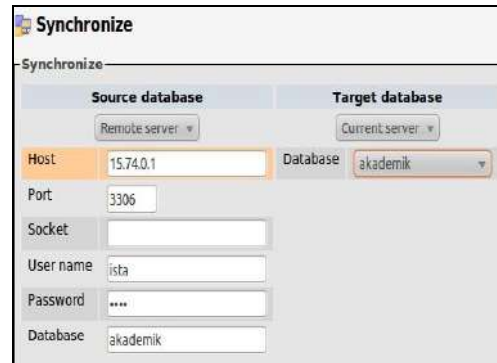 Synchronize
Synchronize
Source database Target database
Remote server Current server
Host 15.74.0.1 Database akademik
Port 3306
Socket
User name ista
Password ••••
Database akademik